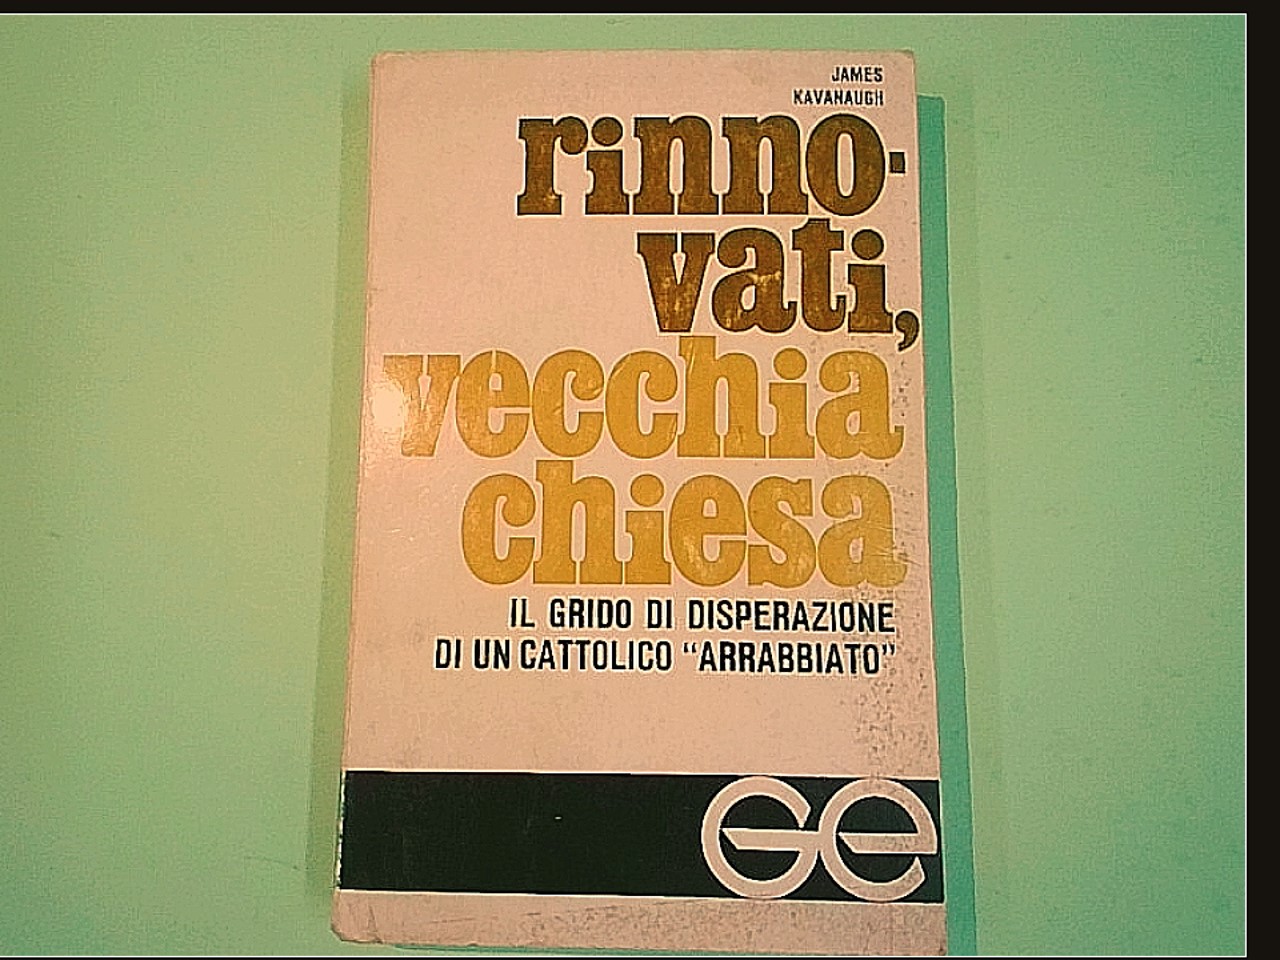 JAMES
KAVANAUGH
rinno-
vati,
vecchia
chiesa
IL GRIDO DI DISPERAZIONE
DI UN CATTOLICO “ARRABBIATO”
Ge